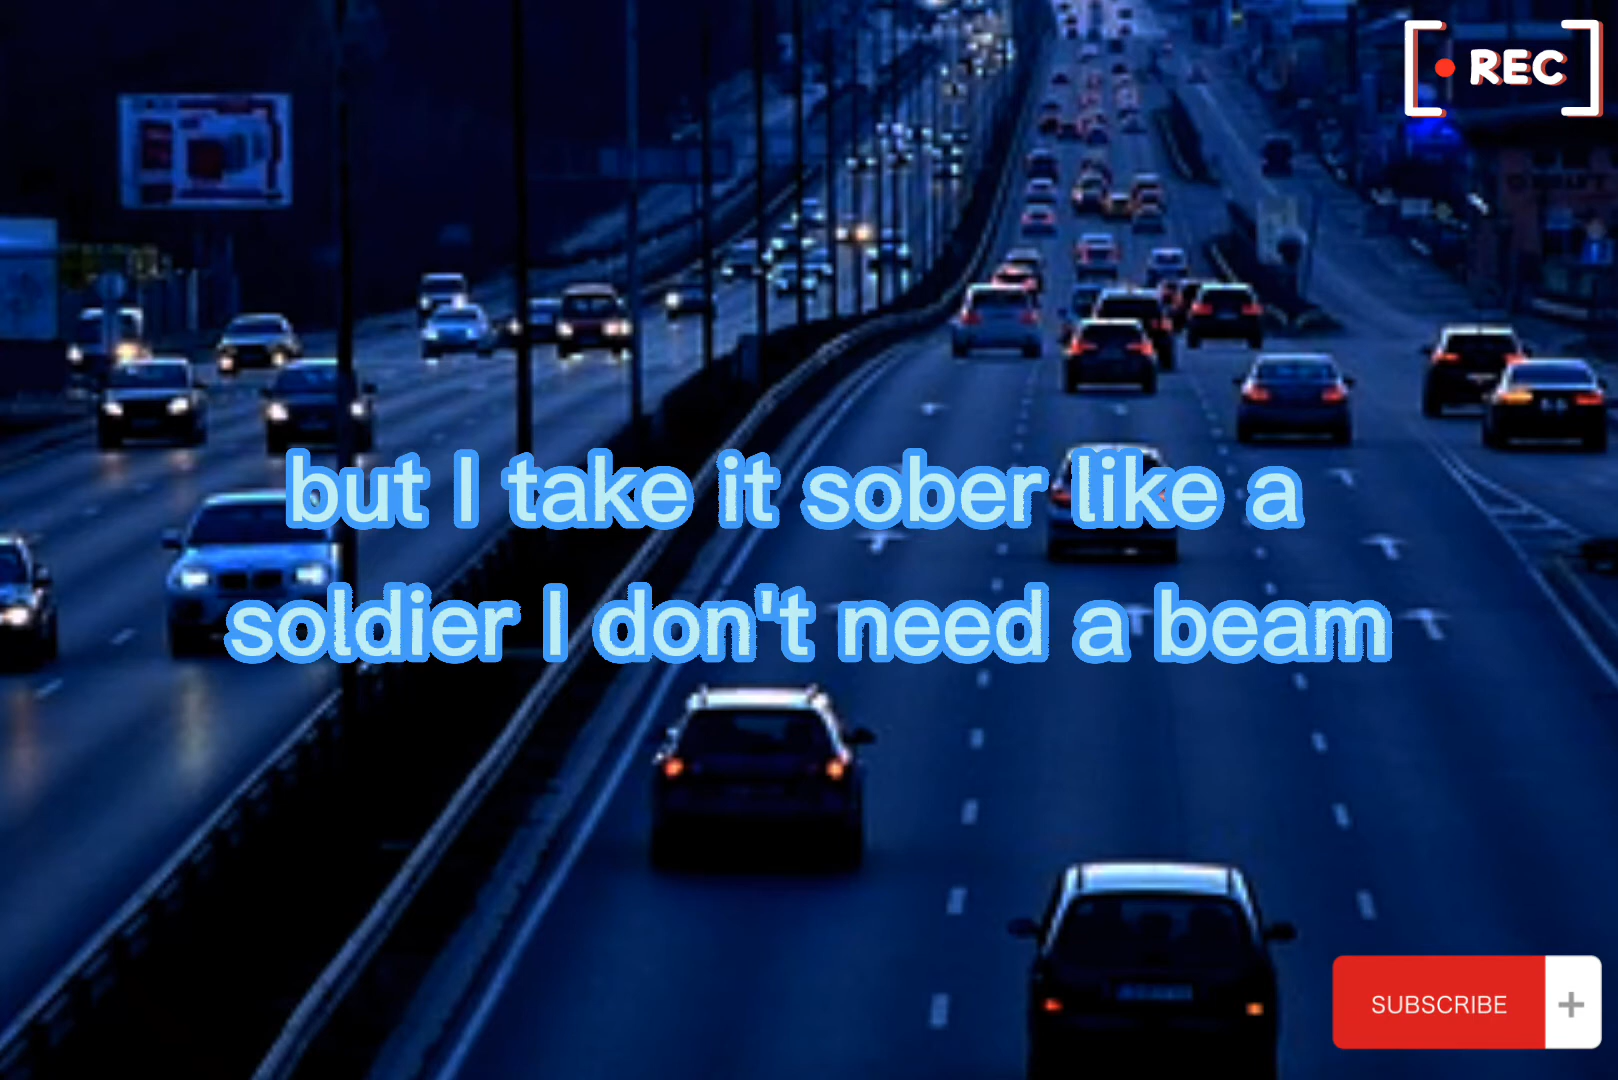 REC
but I take it sober like a
soldier I don't need a beam
SUBSCRIBE +